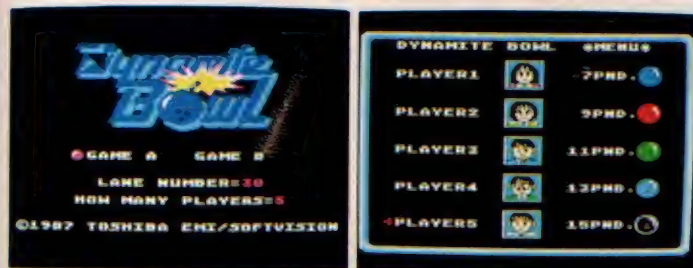 Dynamite
Bowl
GAME A GAME B
LANE NUMBER=30
HOW MANY PLAYERS=5
©1987 TOSHIBA EMI/SOFTVISION
DYNAMITE BOWL MENU
PLAYER1 7PND.
PLAYER2 9PND.
PLAYER3 11PND.
PLAYER4 13PND.
PLAYER5 15PND.